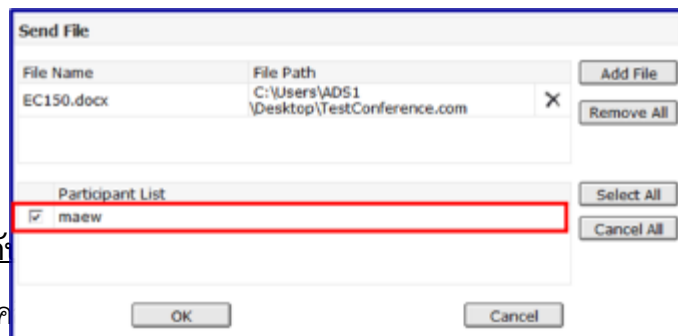 Send File
File Name File Path
Add File
EC150.docx C:\Users\ADS1
\Desktop\TestConference.com
Remove All
Participant List
Select All
maew
Cancel All
OK Cancel